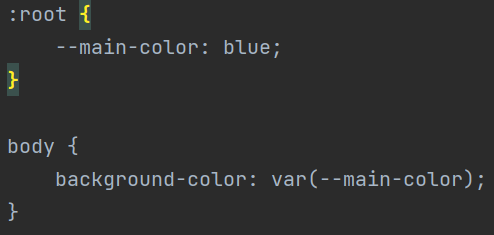 :root {
    --main-color: blue;
}

body {
    background-color: var(--main-color);
}